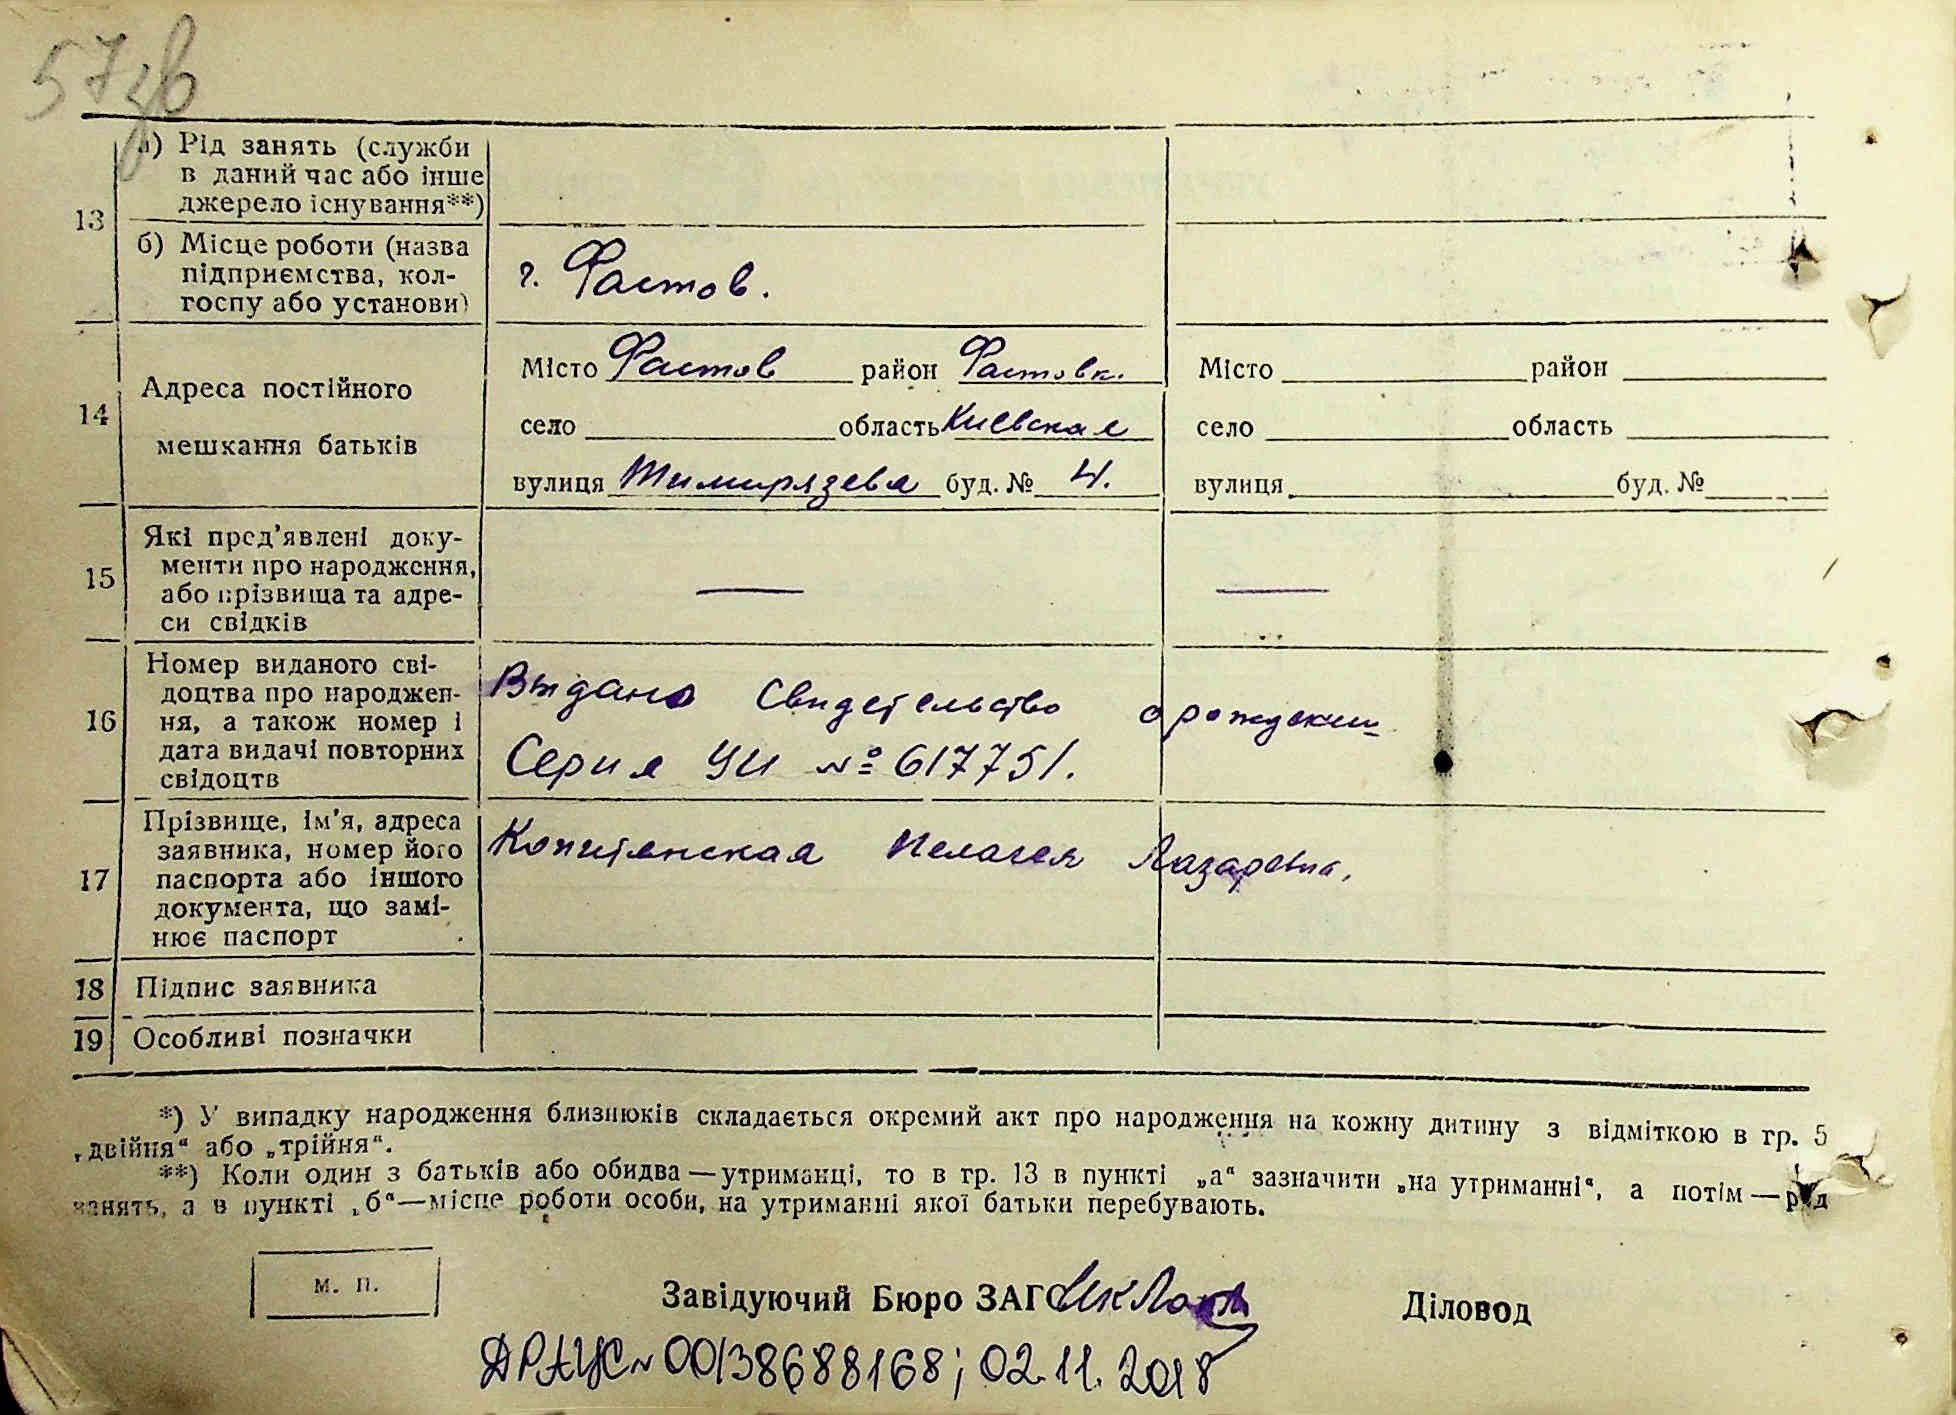 57зв
13
а) Рід занять (служби
в даний час або інше
джерело існування**)
б) Місце роботи (назва
підприємства, кол-
госпу або установи)
г. Фастов.
14
Адреса постійного
мешкання батьків
Місто Фастов район Фастовк.
село область Киевская
вулиця Тимирязева буд. № 4.
Місто район
село область
вулиця буд. №
15
Які пред'явлені доку-
менти про народження,
або прізвища та адре-
си свідків
— —
16
Номер виданого сві-
доцтва про народжен-
ня, а також номер і
дата видачі повторних
свідоцтв
Выдано свидетельство о рождении
Серия УИ № 617751.
17
Прізвище, ім'я, адреса
заявника, номер його
паспорта або іншого
документа, що замі-
нює паспорт
Пелагея Лазаревна.
18 Підпис заявника
19 Особливі позначки
*) У випадку народження близнюків складається окремий акт про народження на кожну дитину з відміткою в гр. 5
„двійня“ або „трійня“.
**) Коли один з батьків або обидва—утриманці, то в гр. 13 в пункті „а“ зазначити „на утриманні“, а потім—рід
занять, а в пункті „б“—місце роботи особи, на утриманні якої батьки перебувають.
м. п.
Завідуючий Бюро ЗАГС
Діловод
ДРАЦС № 00138688168; 02.11.2018